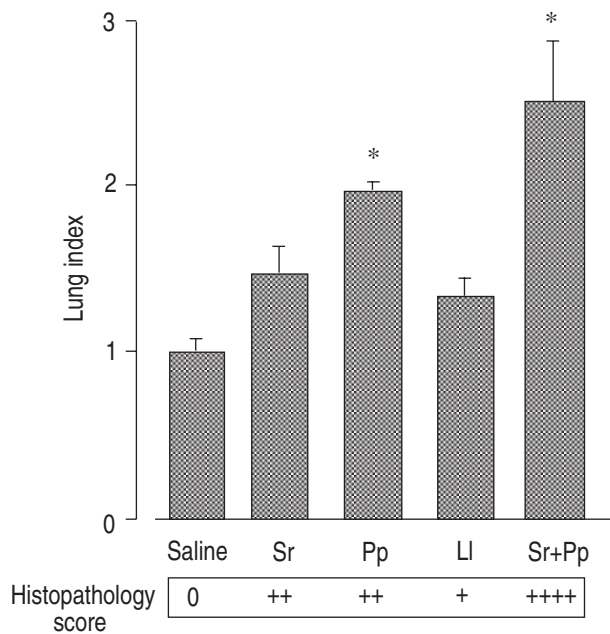 3
*
*
2
Lung index
1
0
Saline Sr Pp Ll Sr+Pp
Histopathology score 0 ++ ++ + ++++